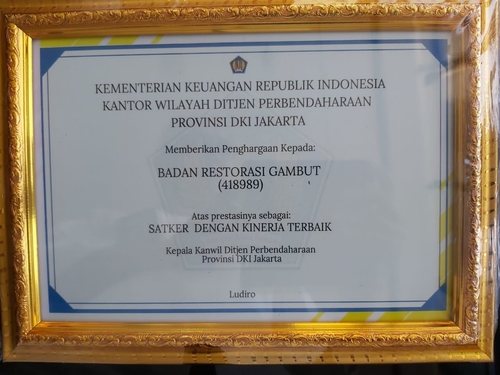 KEMENTERIAN KEUANGAN REPUBLIK INDONESIA
KANTOR WILAYAH DITJEN PERBENDAHARAAN
PROVINSI DKI JAKARTA
Memberikan Penghargaan Kepada:
BADAN RESTORASI GAMBUT
(418989)
Atas prestasinya sebagai:
SATKER DENGAN KINERJA TERBAIK
Kepala Kanwil Ditjen Perbendaharaan
Provinsi DKI Jakarta
Ludiro